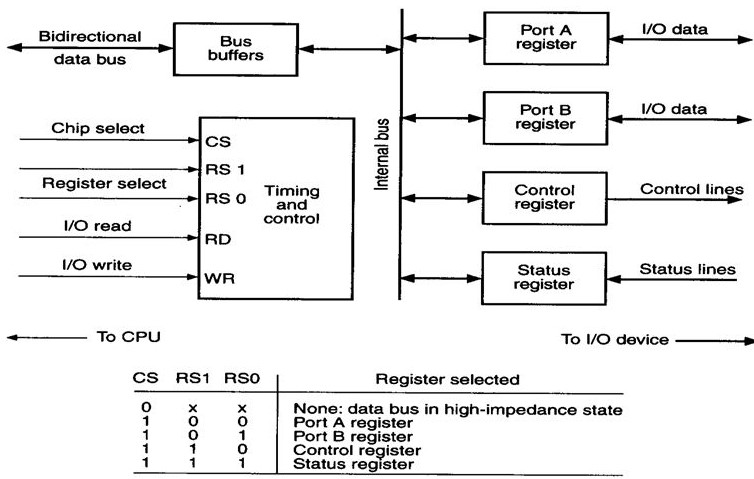 Bidirectional
data bus
Bus
buffers
Port A
register
I/O data
Port B
register
I/O data
Internal bus
Chip select
CS
RS 1
Register select
RS 0
Timing
and
control
I/O read
RD
I/O write
WR
Control
register
Control lines
Status
register
Status lines
To CPU
To I/O device
CS RS1 RS0 Register selected
0 x x None: data bus in high-impedance state
1 0 0 Port A register
1 0 1 Port B register
1 1 0 Control register
1 1 1 Status register